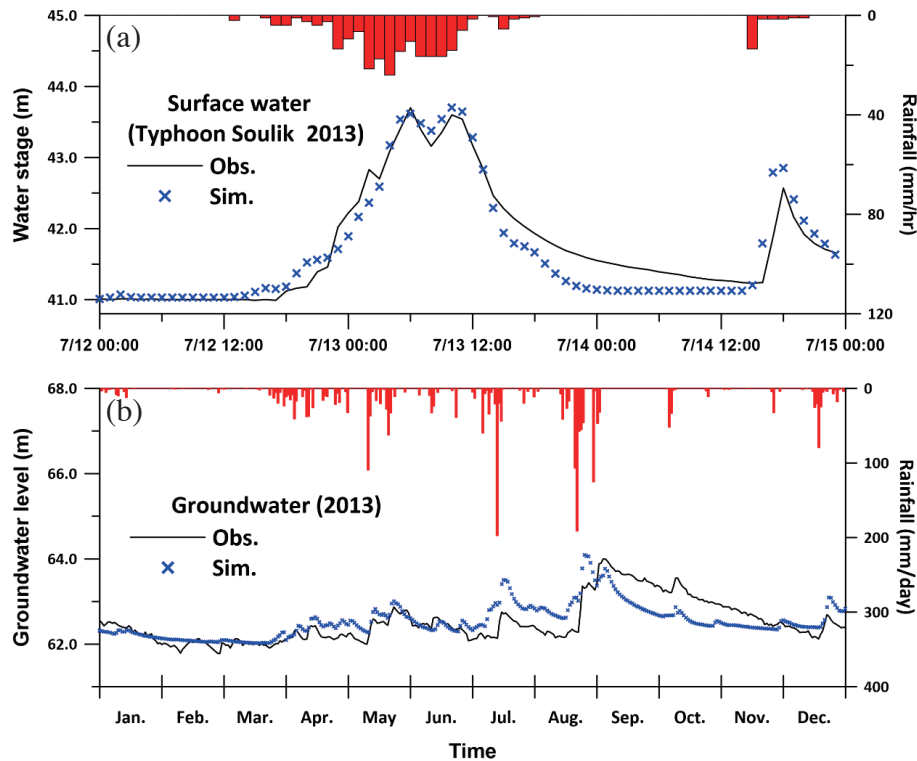 (a)
45.0
44.0
43.0
42.0
41.0
Water stage (m)
Surface water
(Typhoon Soulik 2013)
Obs.
Sim.
0
40
80
120
Rainfall (mm/hr)
7/12 00:00 7/12 12:00 7/13 00:00 7/13 12:00 7/14 00:00 7/14 12:00 7/15 00:00
(b)
68.0
66.0
64.0
62.0
Groundwater level (m)
Groundwater (2013)
Obs.
Sim.
0
100
200
300
400
Rainfall (mm/day)
Jan. Feb. Mar. Apr. May Jun. Jul. Aug. Sep. Oct. Nov. Dec.
Time